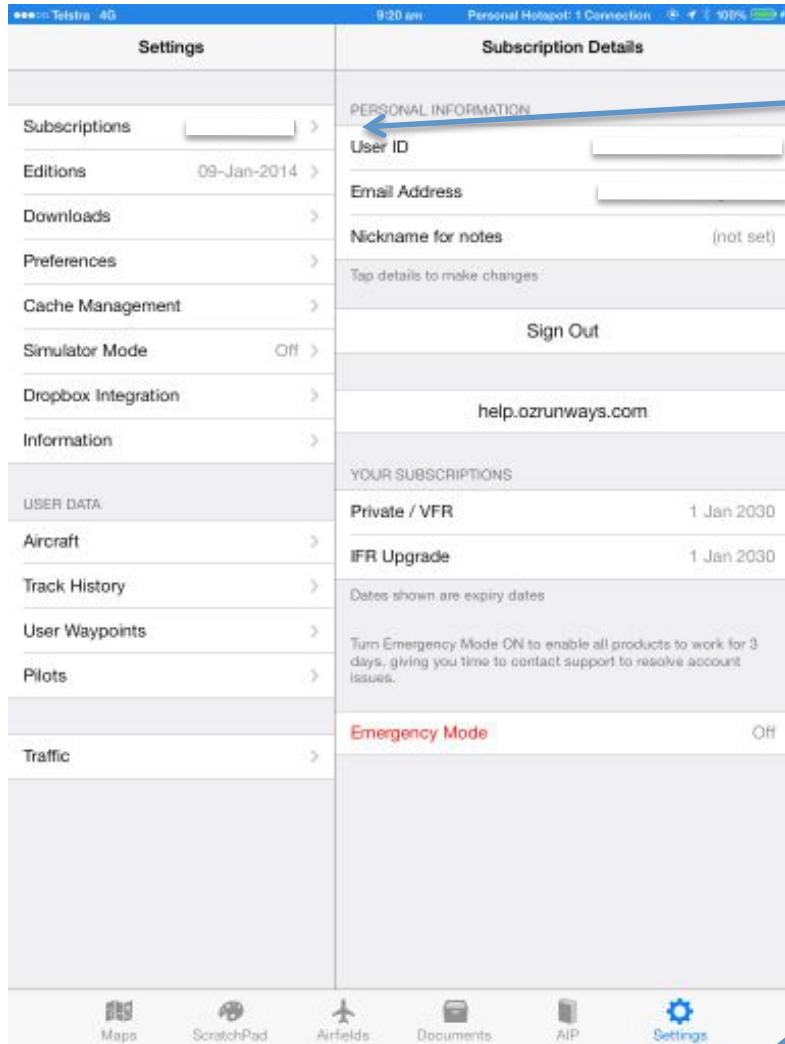 Telstra 4G 9:20 am Personal Hotspot: 1 Connection 100%
Settings
Subscriptions
Editions 09-Jan-2014
Downloads
Preferences
Cache Management
Simulator Mode Off
Dropbox Integration
Information
USER DATA
Aircraft
Track History
User Waypoints
Pilots
Traffic
Subscription Details
PERSONAL INFORMATION
User ID
Email Address
Nickname for notes (not set)
Tap details to make changes
Sign Out
help.ozrunways.com
YOUR SUBSCRIPTIONS
Private / VFR 1 Jan 2030
IFR Upgrade 1 Jan 2030
Dates shown are expiry dates
Turn Emergency Mode ON to enable all products to work for 3
days, giving you time to contact support to resolve account
issues.
Emergency Mode Off
Maps ScratchPad Airfields Documents AIP Settings